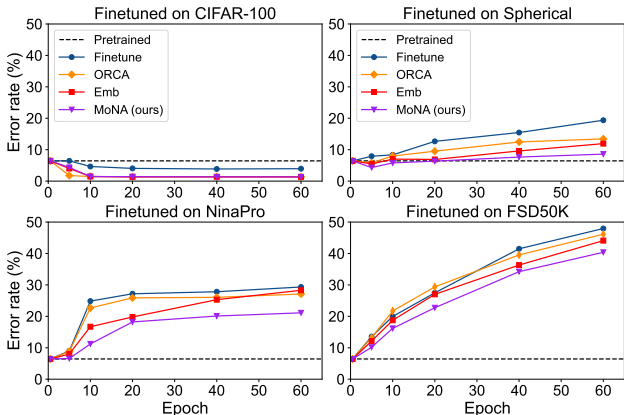 Finetuned on CIFAR-100
Error rate (%)
50
40
30
20
10
0
Pretrained
Finetune
ORCA
Emb
MoNA (ours)
0 10 20 30 40 50 60
Finetuned on Spherical
50
40
30
20
10
0
Pretrained
Finetune
ORCA
Emb
MoNA (ours)
0 10 20 30 40 50 60
Finetuned on NinaPro
Error rate (%)
50
40
30
20
10
0
0 10 20 30 40 50 60
Epoch
Finetuned on FSD50K
50
40
30
20
10
0
0 10 20 30 40 50 60
Epoch